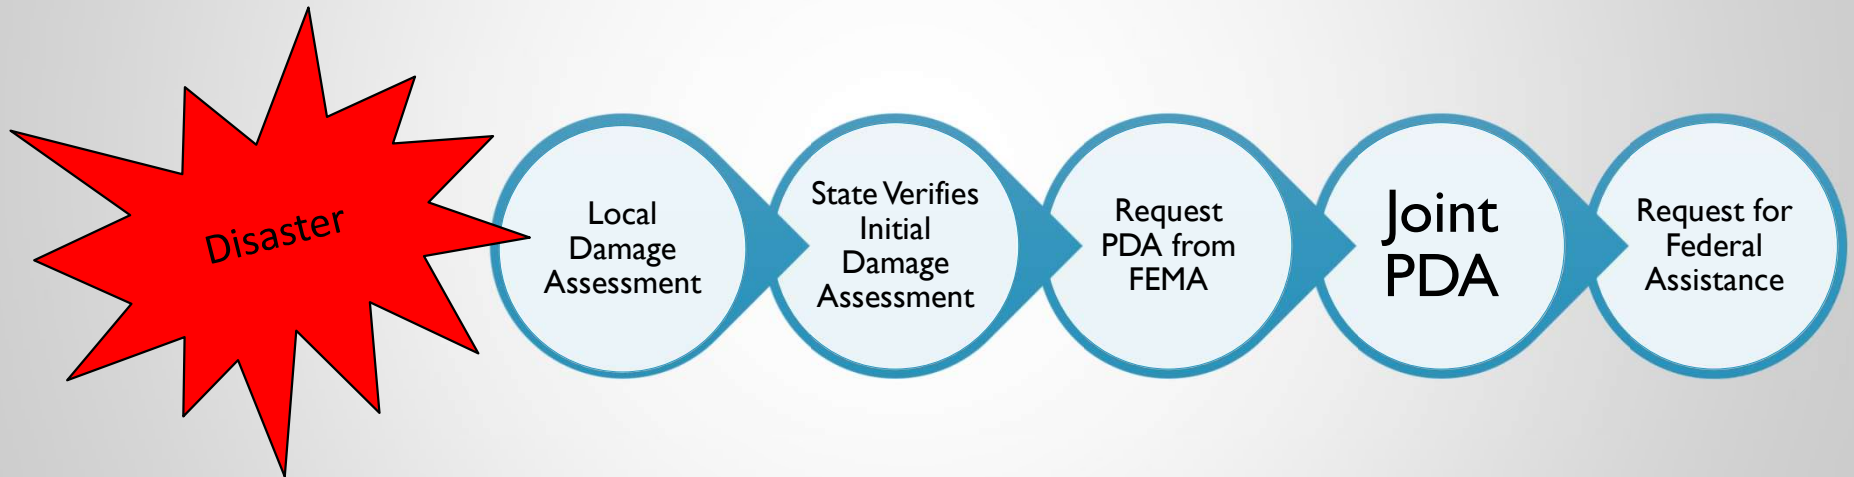 Disaster
Local
Damage
Assessment
State Verifies
Initial
Damage
Assessment
Request
PDA from
FEMA
Joint
PDA
Request for
Federal
Assistance